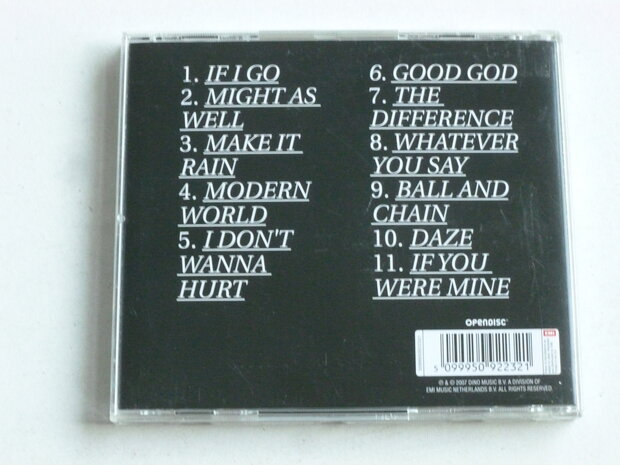 1. IF I GO
2. MIGHT AS
WELL
3. MAKE IT
RAIN
4. MODERN
WORLD
5. I DON'T
WANNA
HURT
6. GOOD GOD
7. THE
DIFFERENCE
8. WHATEVER
YOU SAY
9. BALL AND
CHAIN
10. DAZE
11. IF YOU
WERE MINE
OPENDISC
5 099950 922321
EMI
℗ & © 2007 DINO MUSIC B.V. A DIVISION OF
EMI MUSIC NETHERLANDS B.V. ALL RIGHTS RESERVED.